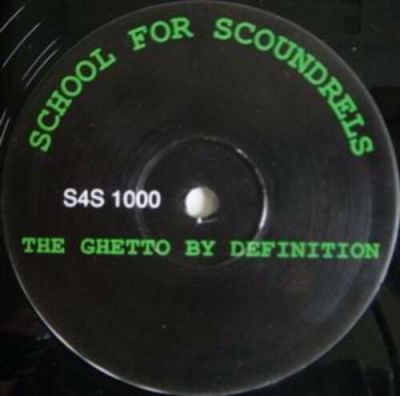 SCHOOL FOR SCOUNDRELS
S4S 1000
THE GHETTO BY DEFINITION